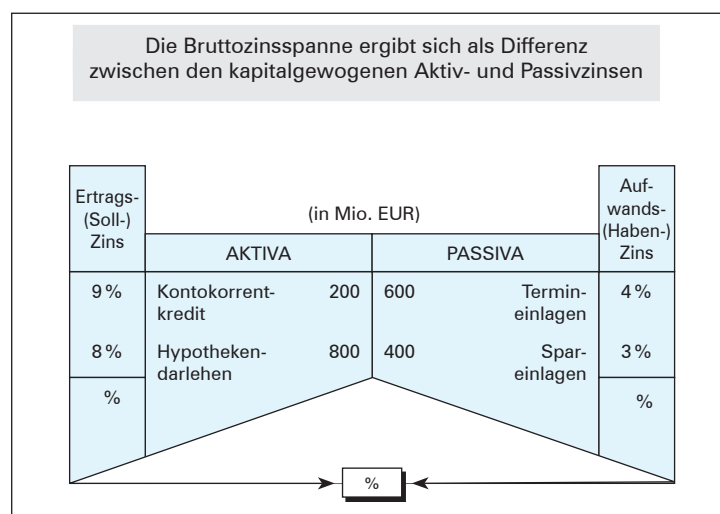 Die Bruttozinsspanne ergibt sich als Differenz
zwischen den kapitalgewogenen Aktiv- und Passivzinsen
Ertrags-
(Soll-)
Zins
(in Mio. EUR)
Auf-
wands-
(Haben-)
Zins
AKTIVA PASSIVA
9 % Kontokorrent- 200 600 Termin- 4 %
kredit einlagen
8 % Hypotheken- 800 400 Spar- 3 %
darlehen einlagen
% %
%